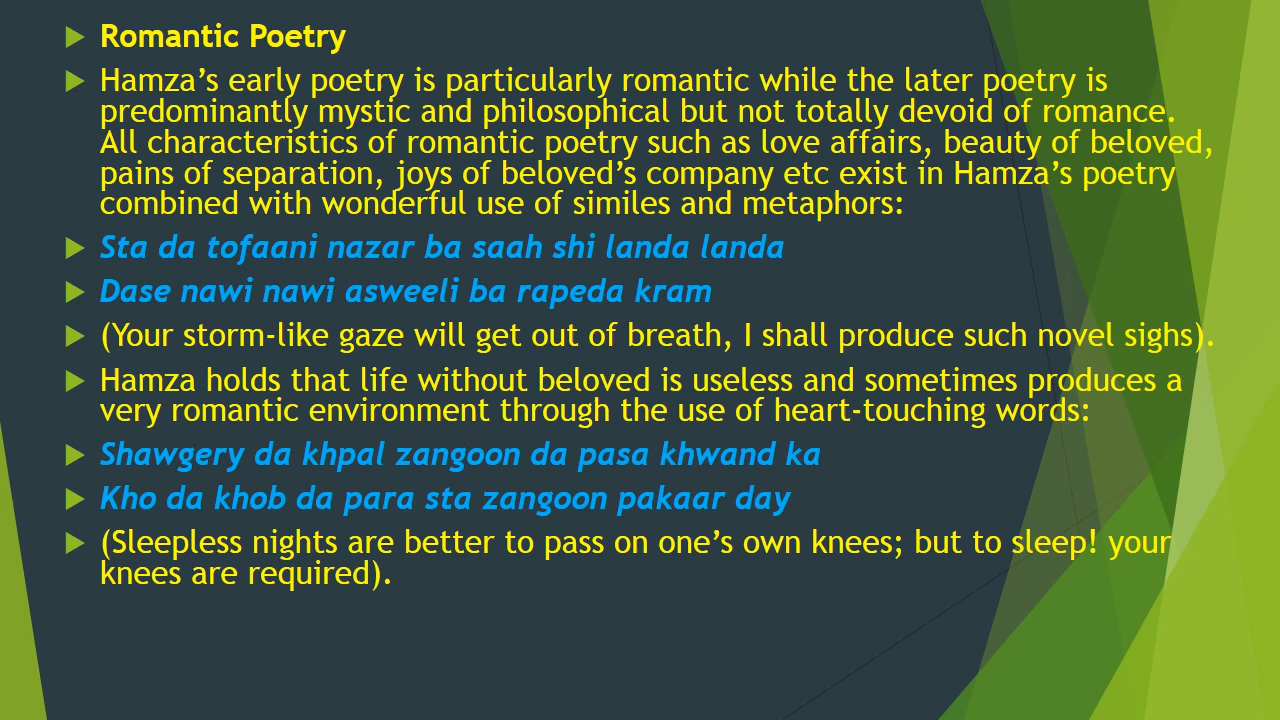 Romantic Poetry
Hamza’s early poetry is particularly romantic while the later poetry is
predominantly mystic and philosophical but not totally devoid of romance.
All characteristics of romantic poetry such as love affairs, beauty of beloved,
pains of separation, joys of beloved’s company etc exist in Hamza’s poetry
combined with wonderful use of similes and metaphors:
Sta da tofaani nazar ba saah shi landa landa
Dase nawi nawi asweeli ba rapeda kram
(Your storm-like gaze will get out of breath, I shall produce such novel sighs).
Hamza holds that life without beloved is useless and sometimes produces a
very romantic environment through the use of heart-touching words:
Shawgery da khpal zangoon da pasa khwand ka
Kho da khob da para sta zangoon pakaar day
(Sleepless nights are better to pass on one’s own knees; but to sleep! your
knees are required).